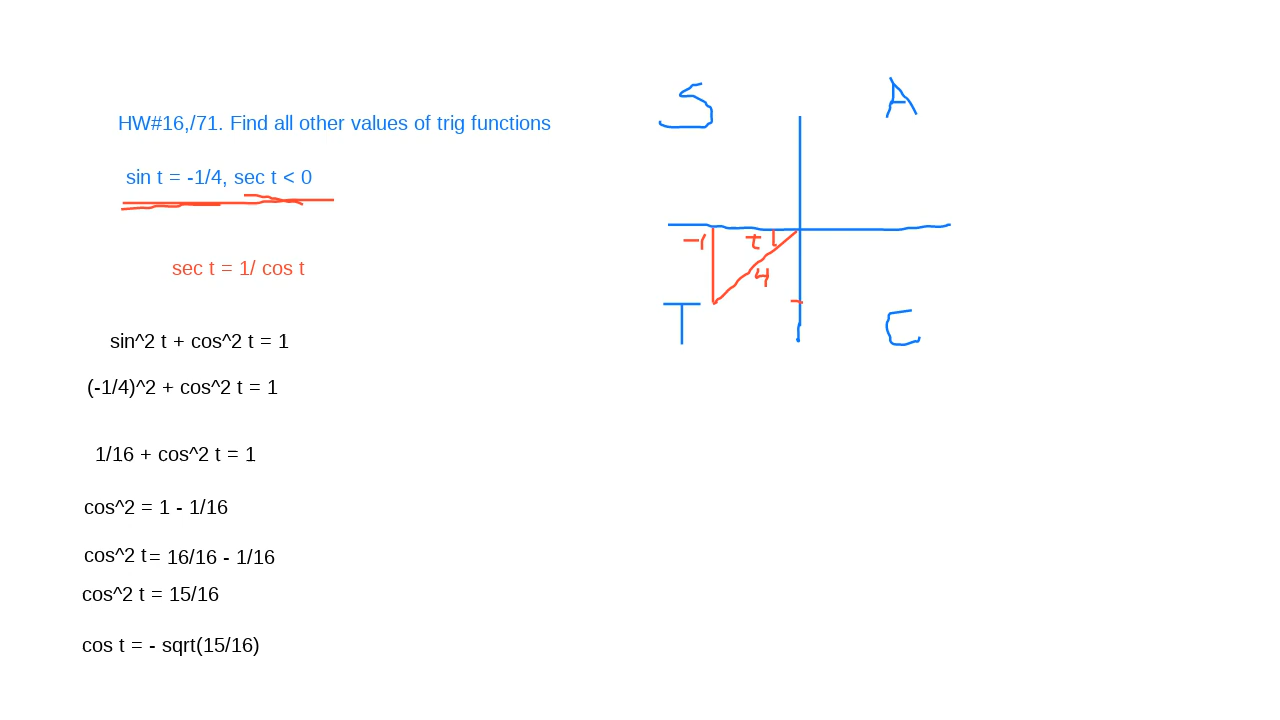 S A
HW#16,/71. Find all other values of trig functions
sin t = -1/4, sec t < 0
-1 t 4
sec t = 1/ cos t
T C
sin^2 t + cos^2 t = 1
(-1/4)^2 + cos^2 t = 1
1/16 + cos^2 t = 1
cos^2 = 1 - 1/16
cos^2 t = 16/16 - 1/16
cos^2 t = 15/16
cos t = - sqrt(15/16)